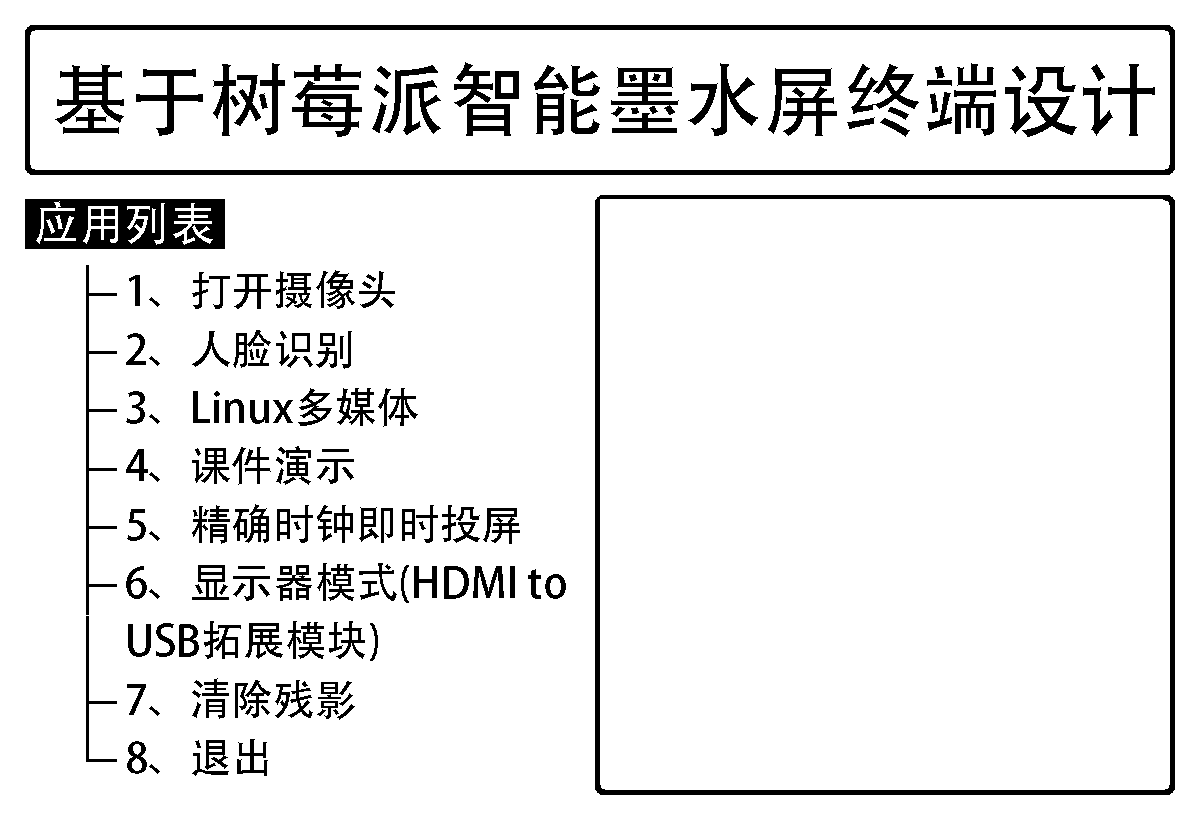 基于树莓派智能墨水屏终端设计
应用列表
1、打开摄像头
2、人脸识别
3、Linux多媒体
4、课件演示
5、精确时钟即时投屏
6、显示器模式(HDMI to
USB拓展模块)
7、清除残影
8、退出